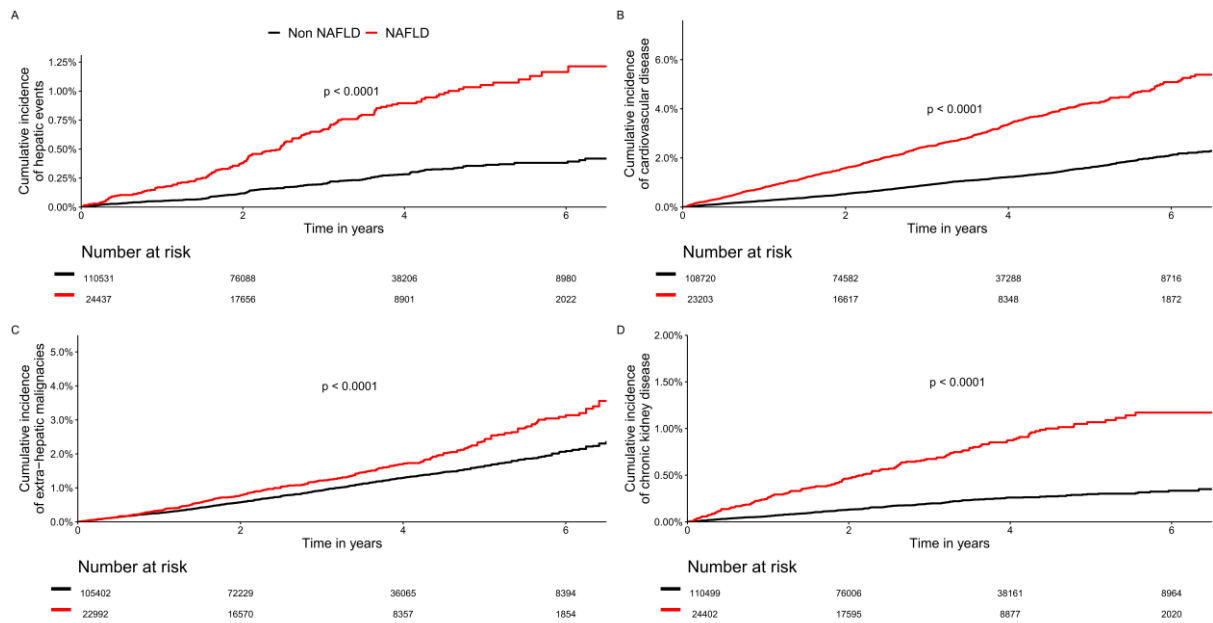 A
Non NAFLD NAFLD
Cumulative incidence
of hepatic events
1.25%
1.00%
0.75%
0.50%
0.25%
0.00%
p < 0.0001
0 2 4 6
Time in years
Number at risk
110531 76088 38206 8980
24437 17656 8901 2022
B
Cumulative incidence
of cardiovascular disease
6.0%
4.0%
2.0%
0.0%
p < 0.0001
0 2 4 6
Time in years
Number at risk
108720 74582 37288 8716
23203 16617 8348 1872
C
Cumulative incidence
of extra−hepatic malignacies
5.0%
4.0%
3.0%
2.0%
1.0%
0.0%
p < 0.0001
0 2 4 6
Time in years
Number at risk
105402 72229 36065 8394
22992 16570 8357 1854
D
Cumulative incidence
of chronic kidney disease
2.00%
1.50%
1.00%
0.50%
0.00%
p < 0.0001
0 2 4 6
Time in years
Number at risk
110499 76006 38161 8964
24402 17595 8877 2020